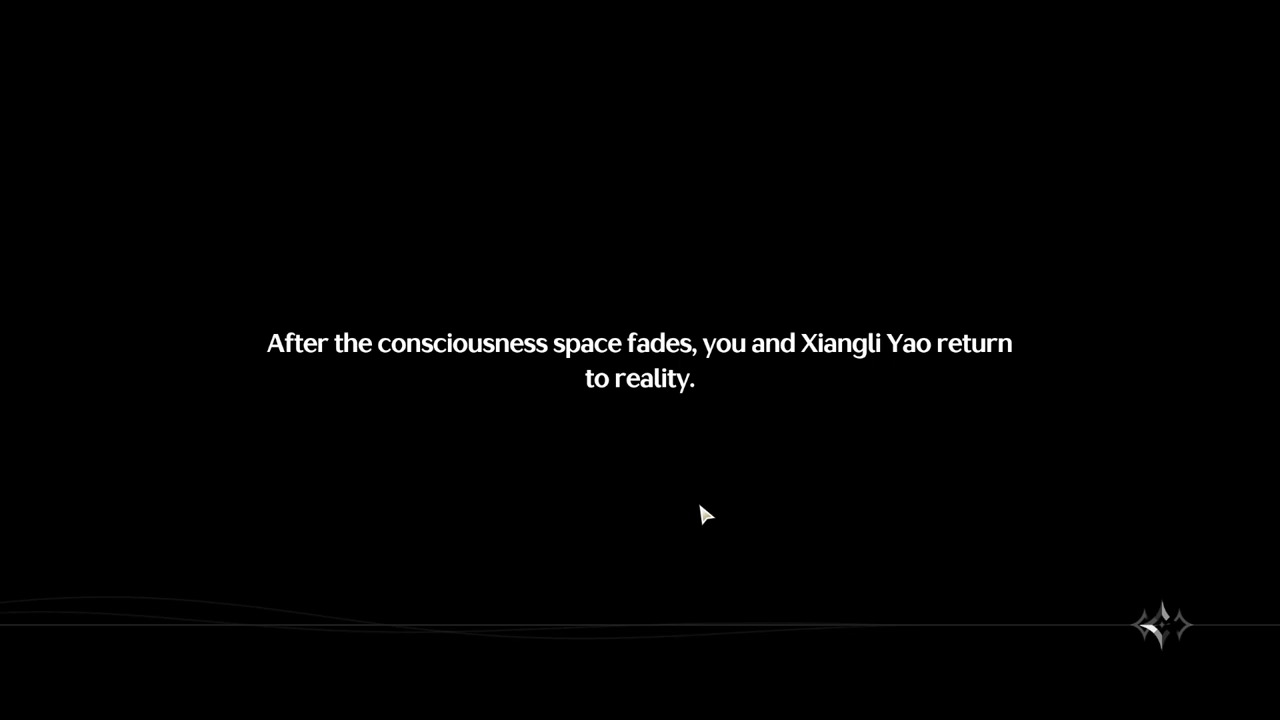 After the consciousness space fades, you and Xiangli Yao return
to reality.